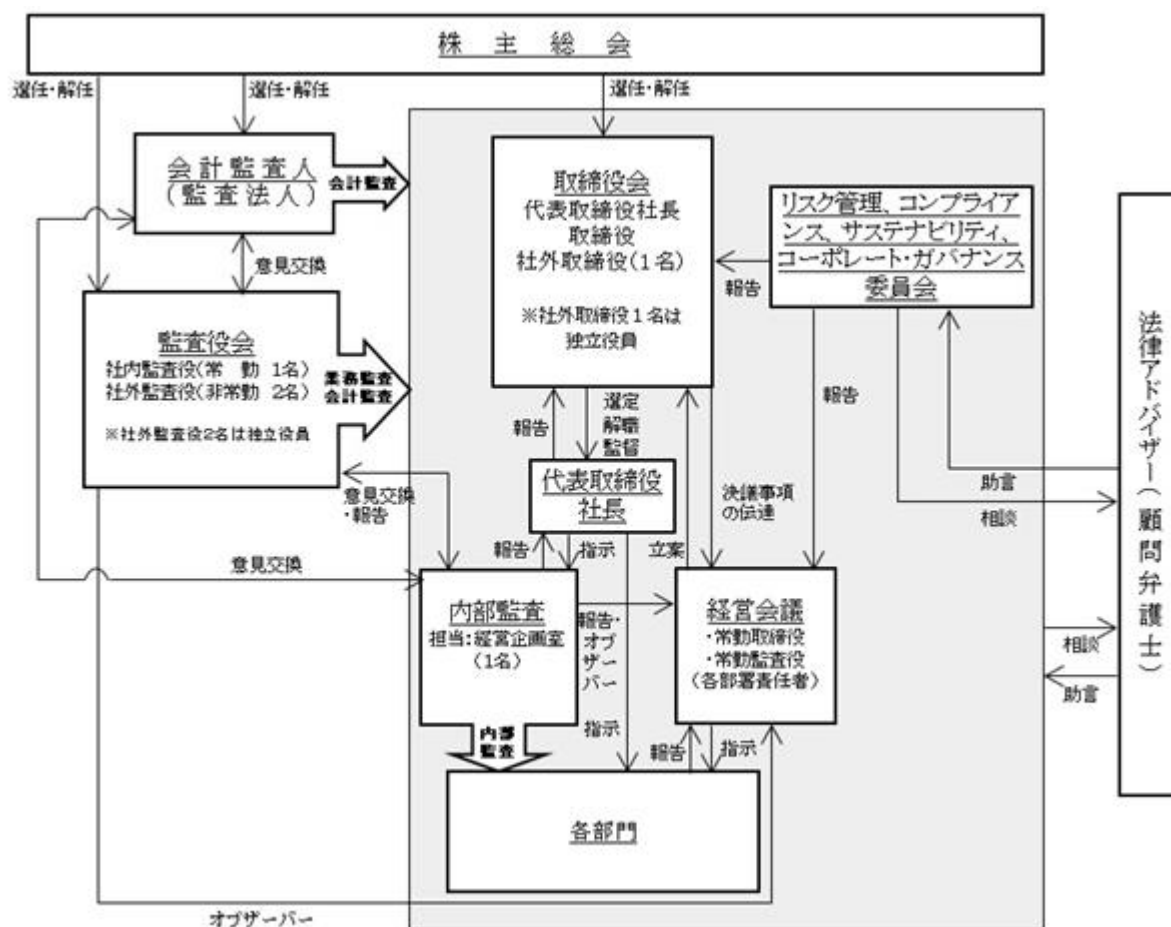 株主総会
選任・解任
選任・解任
選任・解任
会計監査人
(監査法人)
会計監査
取締役会
代表取締役社長
取締役
社外取締役(1名)
※社外取締役1名は
独立役員
リスク管理、コンプライア
ンス、サステナビリティ、
コーポレート・ガバナンス
委員会
報告
意見交換
監査役会
社内監査役(常 勤 1名)
社外監査役(非常勤 2名)
※社外監査役2名は独立役員
業務監査
会計監査
報告
選定
解職
監督
報告
法律アドバイザー(顧問弁護士)
代表取締役
社長
意見交換
・報告
決議事項
の伝達
助言
相談
報告
指示
立案
意見交換
内部監査
担当:経営企画室
(1名)
報告・
オブ
ザー
バー
経営会議
・常勤取締役
・常勤監査役
(各部署責任者)
相談
助言
内部
監査
指示
報告
指示
各部門
オブザーバー